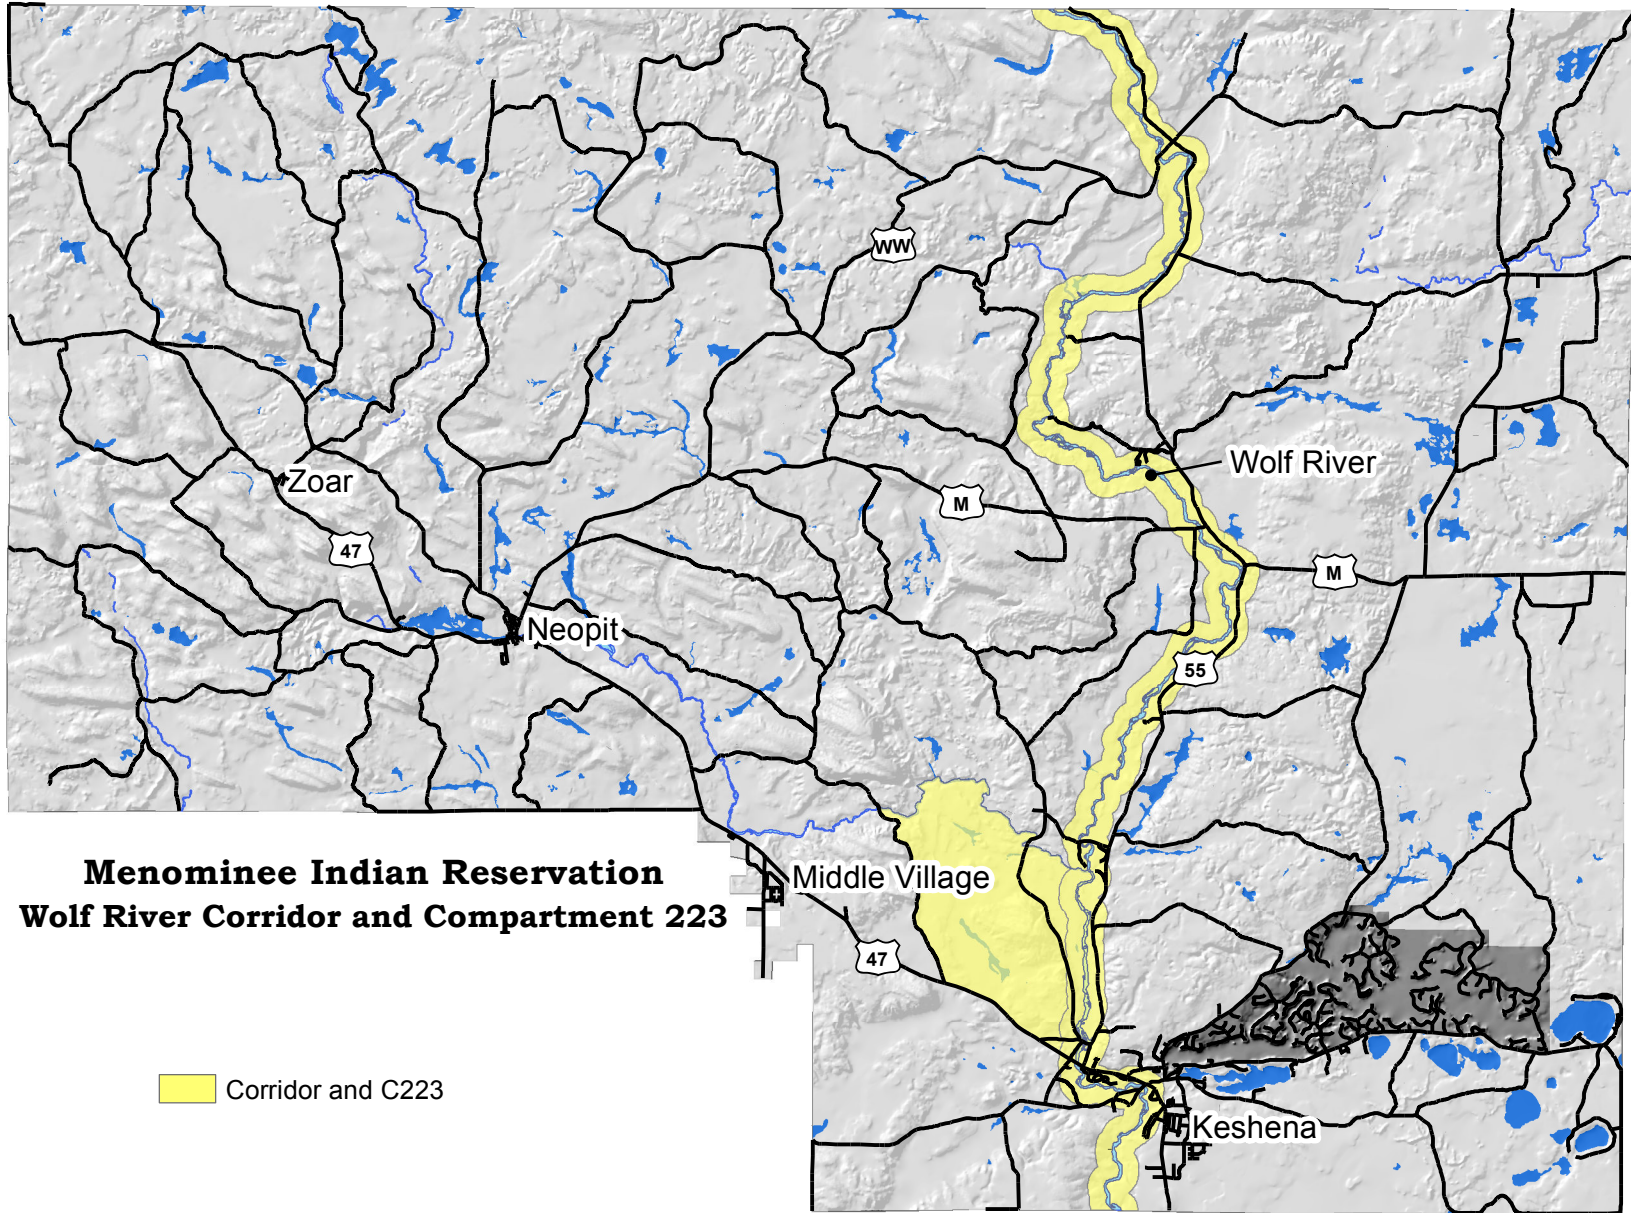 WW
Wolf River
Zoar
M
47
M
Neopit
55
Menominee Indian Reservation
Wolf River Corridor and Compartment 223
Middle Village
47
Corridor and C223
Keshena